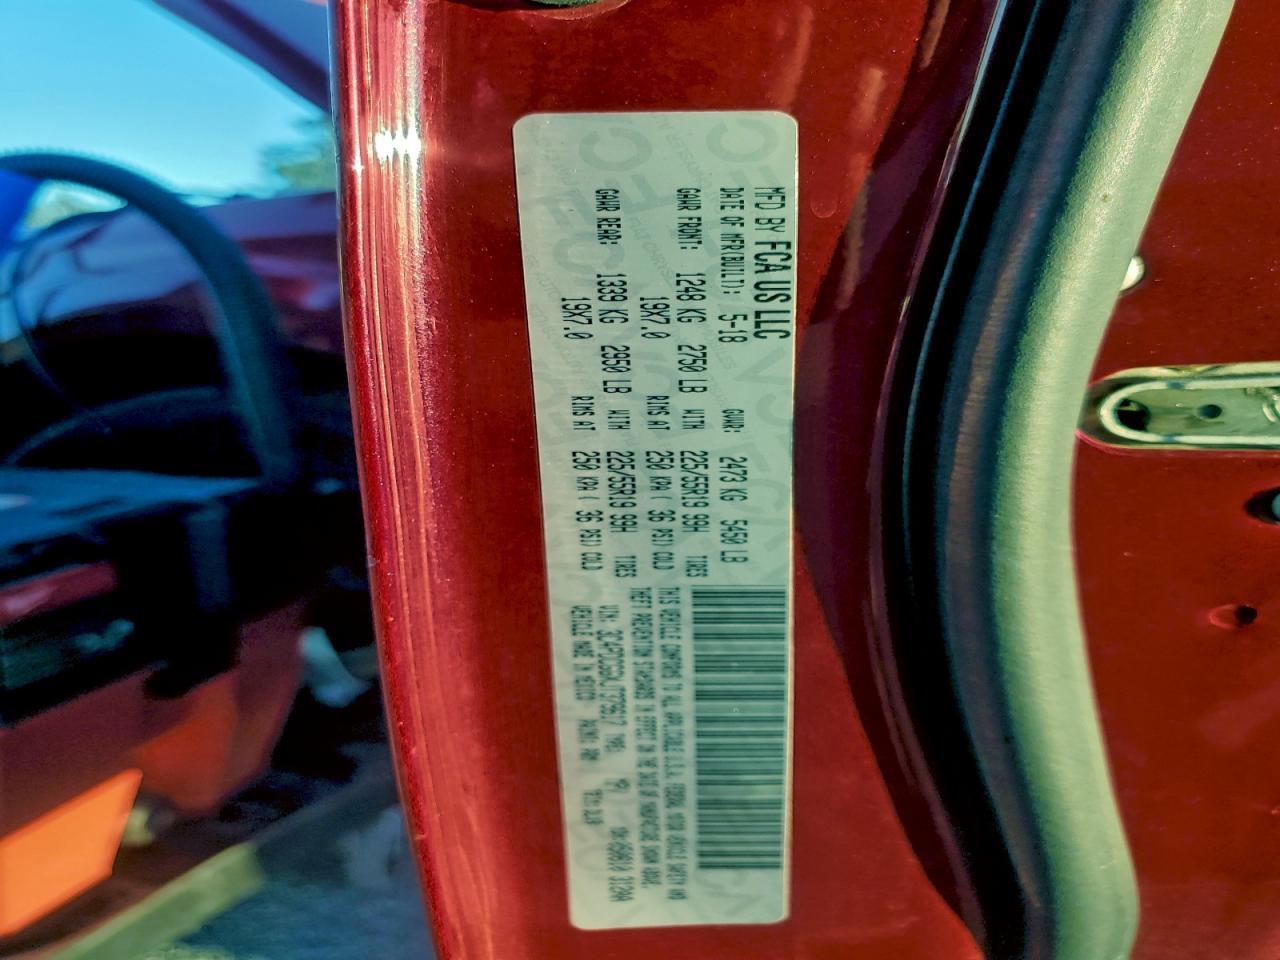 MFD BY FCA US LLC
DATE OF MFR(BUILT): 5-18 GVWR: 2473 KG 5450 LB
GAWR FRONT: 1248 KG 2750 LB WITH 225/55R19 99H TIRES
19X7.0 RIMS AT 250 KPA( 36 PSI) COLD
GAWR REAR: 1339 KG 2950 LB WITH 225/55R19 99H TIRES
19X7.0 RIMS AT 250 KPA( 36 PSI) COLD
THIS VEHICLE CONFORMS TO ALL APPLICABLE U.S.A. FEDERAL MOTOR VEHICLE SAFETY AND
THEFT PREVENTION STANDARDS IN EFFECT ON THE DATE OF MANUFACTURE SHOWN ABOVE.
VIN: TYPE:
VEHICLE MADE IN MEXICO PAINT: